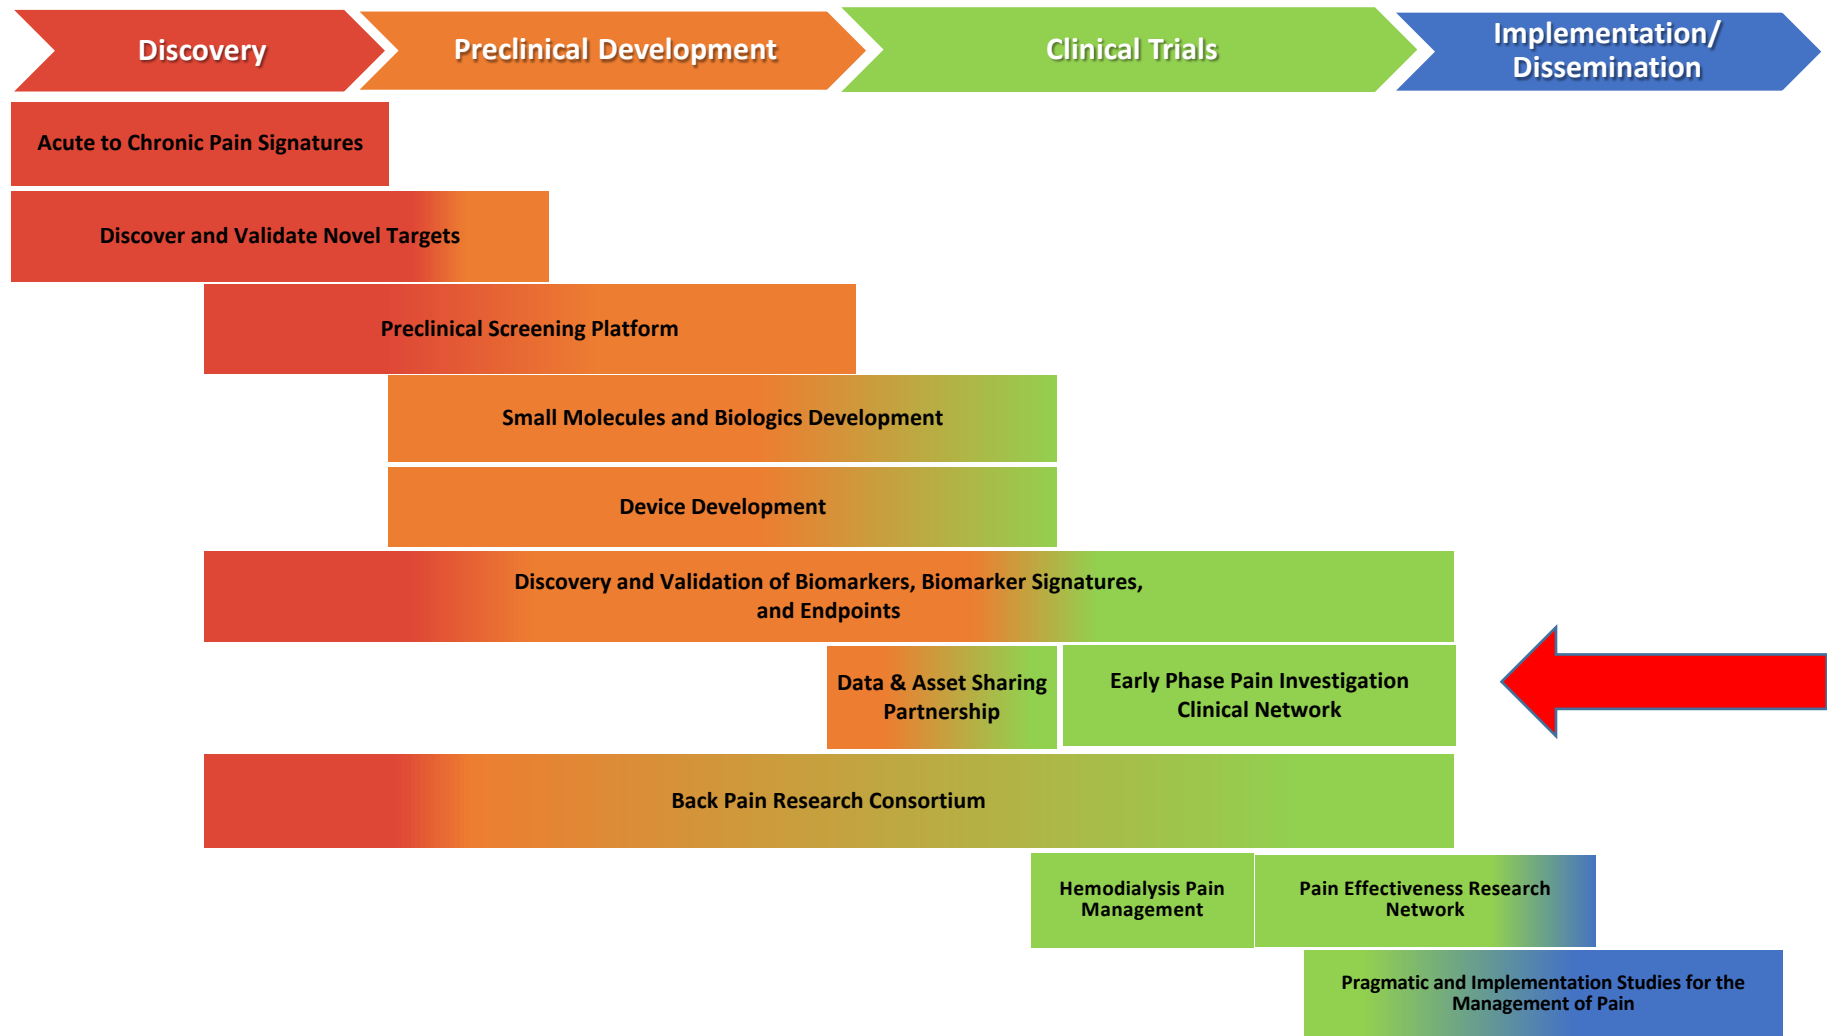 Discovery
Preclinical Development
Clinical Trials
Implementation/
Dissemination
Acute to Chronic Pain Signatures
Discover and Validate Novel Targets
Preclinical Screening Platform
Small Molecules and Biologics Development
Device Development
Discovery and Validation of Biomarkers, Biomarker Signatures,
and Endpoints
Data & Asset Sharing
Partnership
Early Phase Pain Investigation
Clinical Network
Back Pain Research Consortium
Hemodialysis Pain
Management
Pain Effectiveness Research
Network
Pragmatic and Implementation Studies for the
Management of Pain